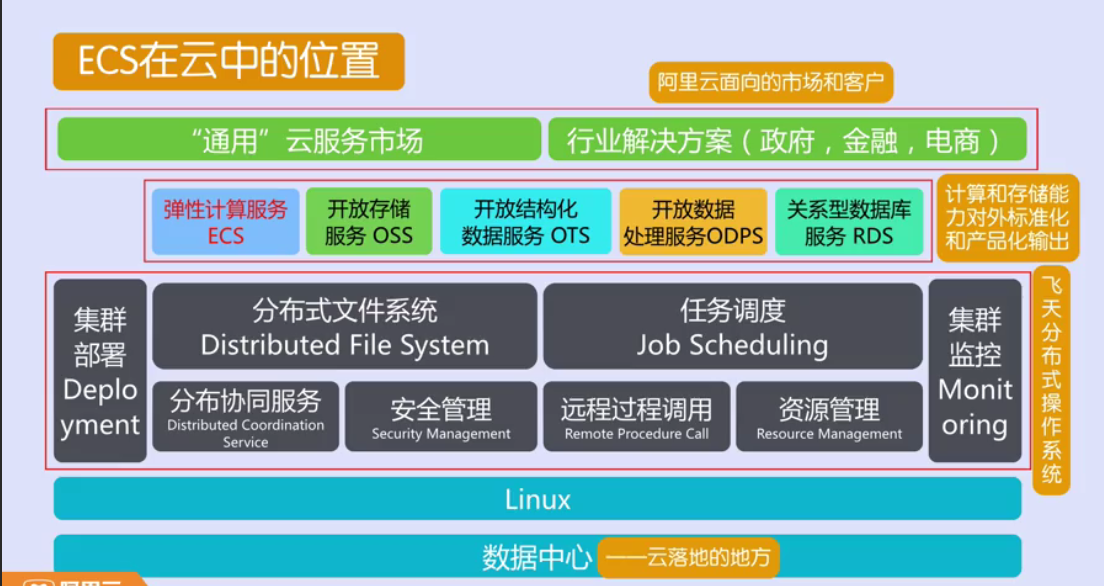 ECS在云中的位置
阿里云面向的市场和客户
“通用”云服务市场
行业解决方案（政府，金融，电商）
弹性计算服务
ECS
开放存储
服务 OSS
开放结构化
数据服务 OTS
开放数据
处理服务ODPS
关系型数据库
服务 RDS
计算和存储能
力对外标准化
和产品化输出
集群
部署
Deplo
yment
分布式文件系统
Distributed File System
任务调度
Job Scheduling
分布协同服务
Distributed Coordination
Service
安全管理
Security Management
远程过程调用
Remote Procedure Call
资源管理
Resource Management
集群
监控
Monit
oring
飞天分布式操作系统
Linux
数据中心
——云落地的地方